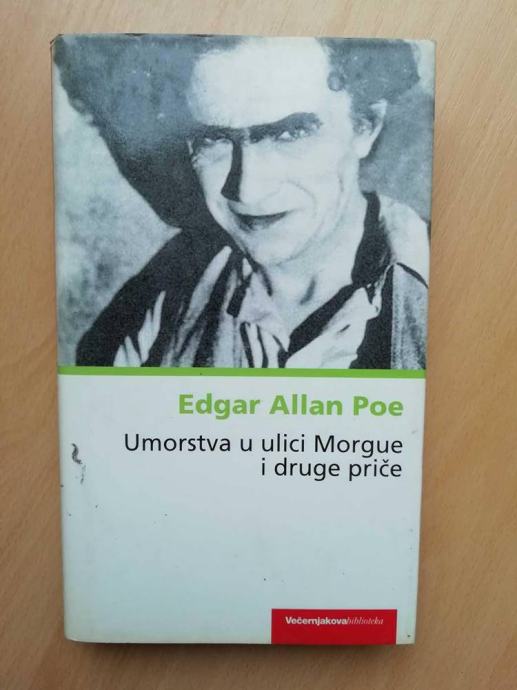 Edgar Allan Poe
Umorstva u ulici Morgue
i druge priče
Večernjakovabiblioteka